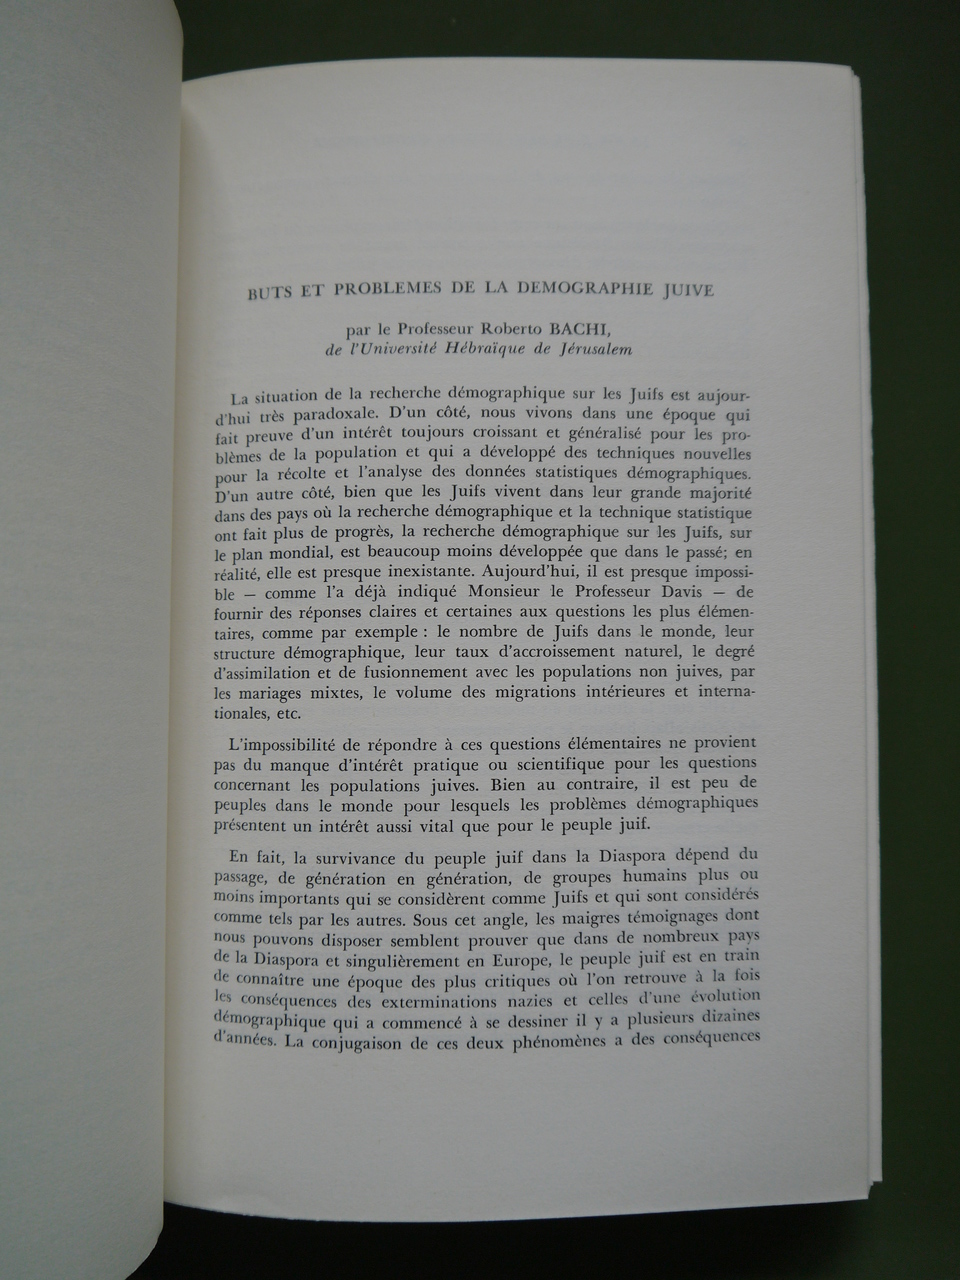 BUTS ET PROBLEMES DE LA DEMOGRAPHIE JUIVE
par le Professeur Roberto BACHI,
de l'Université Hébraïque de Jérusalem
La situation de la recherche démographique sur les Juifs est aujour-
d'hui très paradoxale. D'un côté, nous vivons dans une époque qui
fait preuve d'un intérêt toujours croissant et généralisé pour les pro-
blèmes de la population et qui a développé des techniques nouvelles
pour la récolte et l'analyse des données statistiques démographiques.
D'un autre côté, bien que les Juifs vivent dans leur grande majorité
dans des pays où la recherche démographique et la technique statistique
ont fait plus de progrès, la recherche démographique sur les Juifs, sur
le plan mondial, est beaucoup moins développée que dans le passé; en
réalité, elle est presque inexistante. Aujourd'hui, il est presque impossi-
ble — comme l'a déjà indiqué Monsieur le Professeur Davis — de
fournir des réponses claires et certaines aux questions les plus élémen-
taires, comme par exemple : le nombre de Juifs dans le monde, leur
structure démographique, leur taux d'accroissement naturel, le degré
d'assimilation et de fusionnement avec les populations non juives, par
les mariages mixtes, le volume des migrations intérieures et interna-
tionales, etc.
L'impossibilité de répondre à ces questions élémentaires ne provient
pas du manque d'intérêt pratique ou scientifique pour les questions
concernant les populations juives. Bien au contraire, il est peu de
peuples dans le monde pour lesquels les problèmes démographiques
présentent un intérêt aussi vital que pour le peuple juif.
En fait, la survivance du peuple juif dans la Diaspora dépend du
passage, de génération en génération, de groupes humains plus ou
moins importants qui se considèrent comme Juifs et qui sont considérés
comme tels par les autres. Sous cet angle, les maigres témoignages dont
nous pouvons disposer semblent prouver que dans de nombreux pays
de la Diaspora et singulièrement en Europe, le peuple juif est en train
de connaître une époque des plus critiques où l'on retrouve à la fois
les conséquences des exterminations nazies et celles d'une évolution
démographique qui a commencé à se dessiner il y a plusieurs dizaines
d'années. La conjugaison de ces deux phénomènes a des conséquences